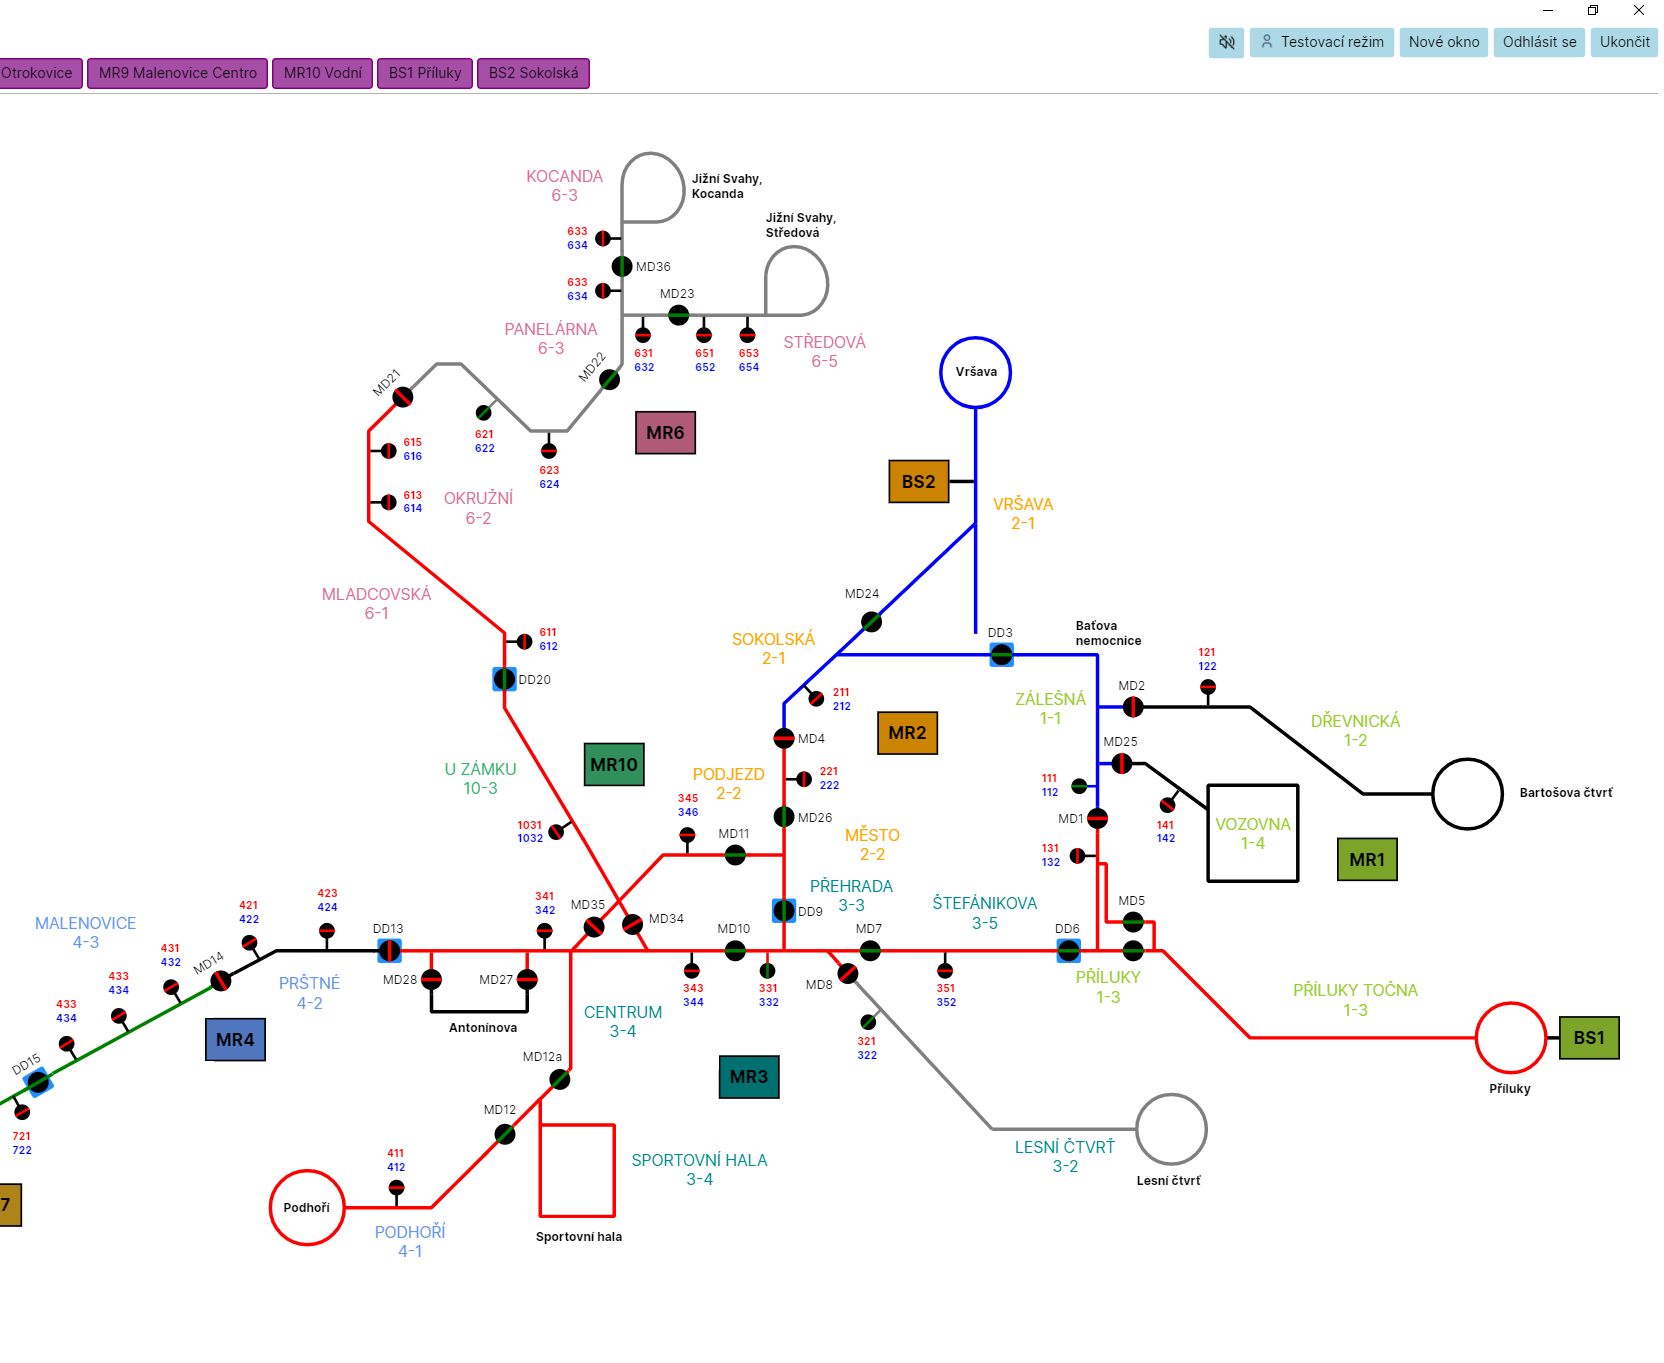 Testovací režim
Nové okno
Odhlásit se
Ukončit
Otrokovice
MR9 Malenovice Centro
MR10 Vodní
BS1 Příluky
BS2 Sokolská
KOCANDA
6-3
Jižní Svahy,
Kocanda
Jižní Svahy,
Středová
633
634
MD36
633
634
MD23
PANELÁRNA
6-3
STŘEDOVÁ
6-5
631
632
651
652
653
654
MD22
MD21
Vršava
621
622
MR6
615
616
623
624
613
614
OKRUŽNÍ
6-2
BS2
VRŠAVA
2-1
MLADCOVSKÁ
6-1
MD24
611
612
SOKOLSKÁ
2-1
DD3
Baťova
nemocnice
121
122
DD20
211
212
ZÁLEŠNÁ
1-1
MD2
DŘEVNICKÁ
1-2
MR2
MD4
MD25
U ZÁMKU
10-3
MR10
PODJEZD
2-2
221
222
111
112
Bartošova čtvrť
345
346
1031
1032
MD11
MD26
MĚSTO
2-2
MD1
141
142
VOZOVNA
1-4
131
132
MR1
PŘEHRADA
3-3
423
424
341
342
MD35
MD34
DD9
ŠTEFÁNIKOVA
3-5
MD5
421
422
MALENOVICE
4-3
DD13
MD10
MD7
DD6
431
432
MD14
433
434
433
434
PRŠTNÉ
4-2
MD28
MD27
343
344
331
332
MD8
351
352
PŘÍLUKY
1-3
PŘÍLUKY TOČNA
1-3
MR4
Antonínova
CENTRUM
3-4
321
322
BS1
DD15
MD12a
MR3
Příluky
MD12
721
722
411
412
SPORTOVNÍ HALA
3-4
LESNÍ ČTVRŤ
3-2
Lesní čtvrť
7
Podhoří
PODHOŘÍ
4-1
Sportovní hala